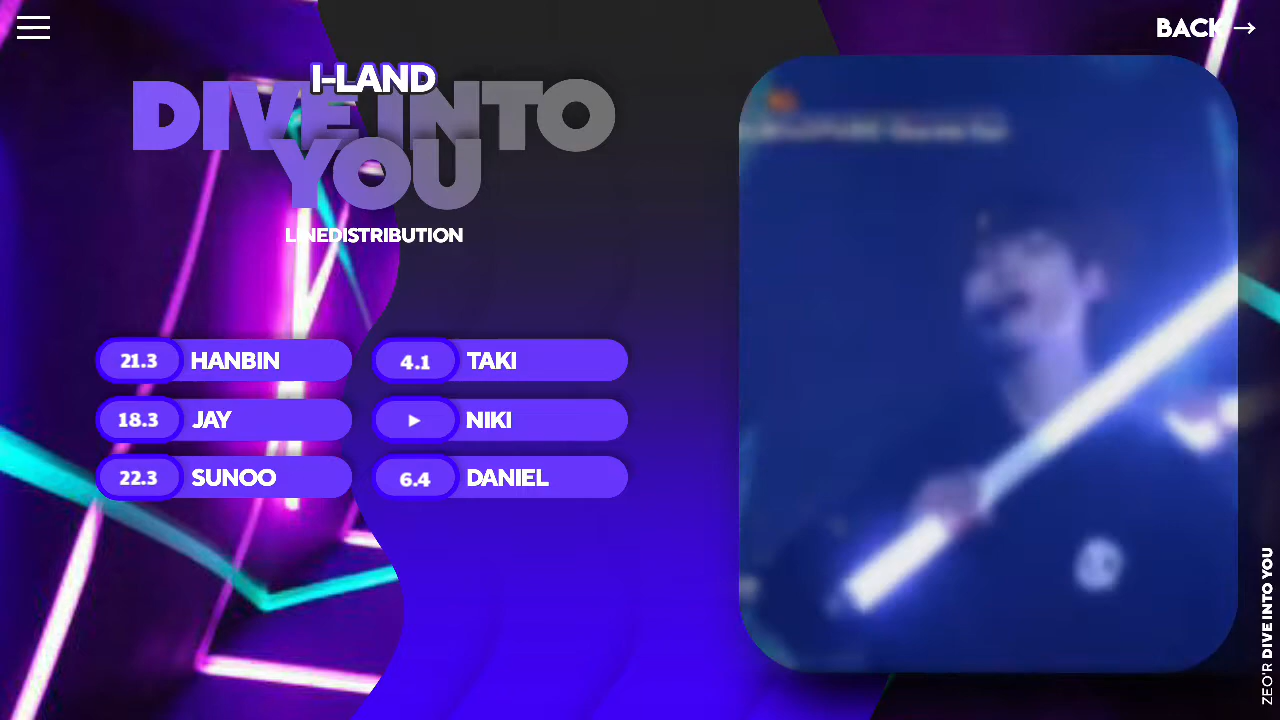 BACK →
I-LAND
DIVE INTO
YOU
LINEDISTRIBUTION
21.3 HANBIN
4.1 TAKI
18.3 JAY
▶ NIKI
22.3 SUNOO
6.4 DANIEL
ZEO'R DIVE INTO YOU